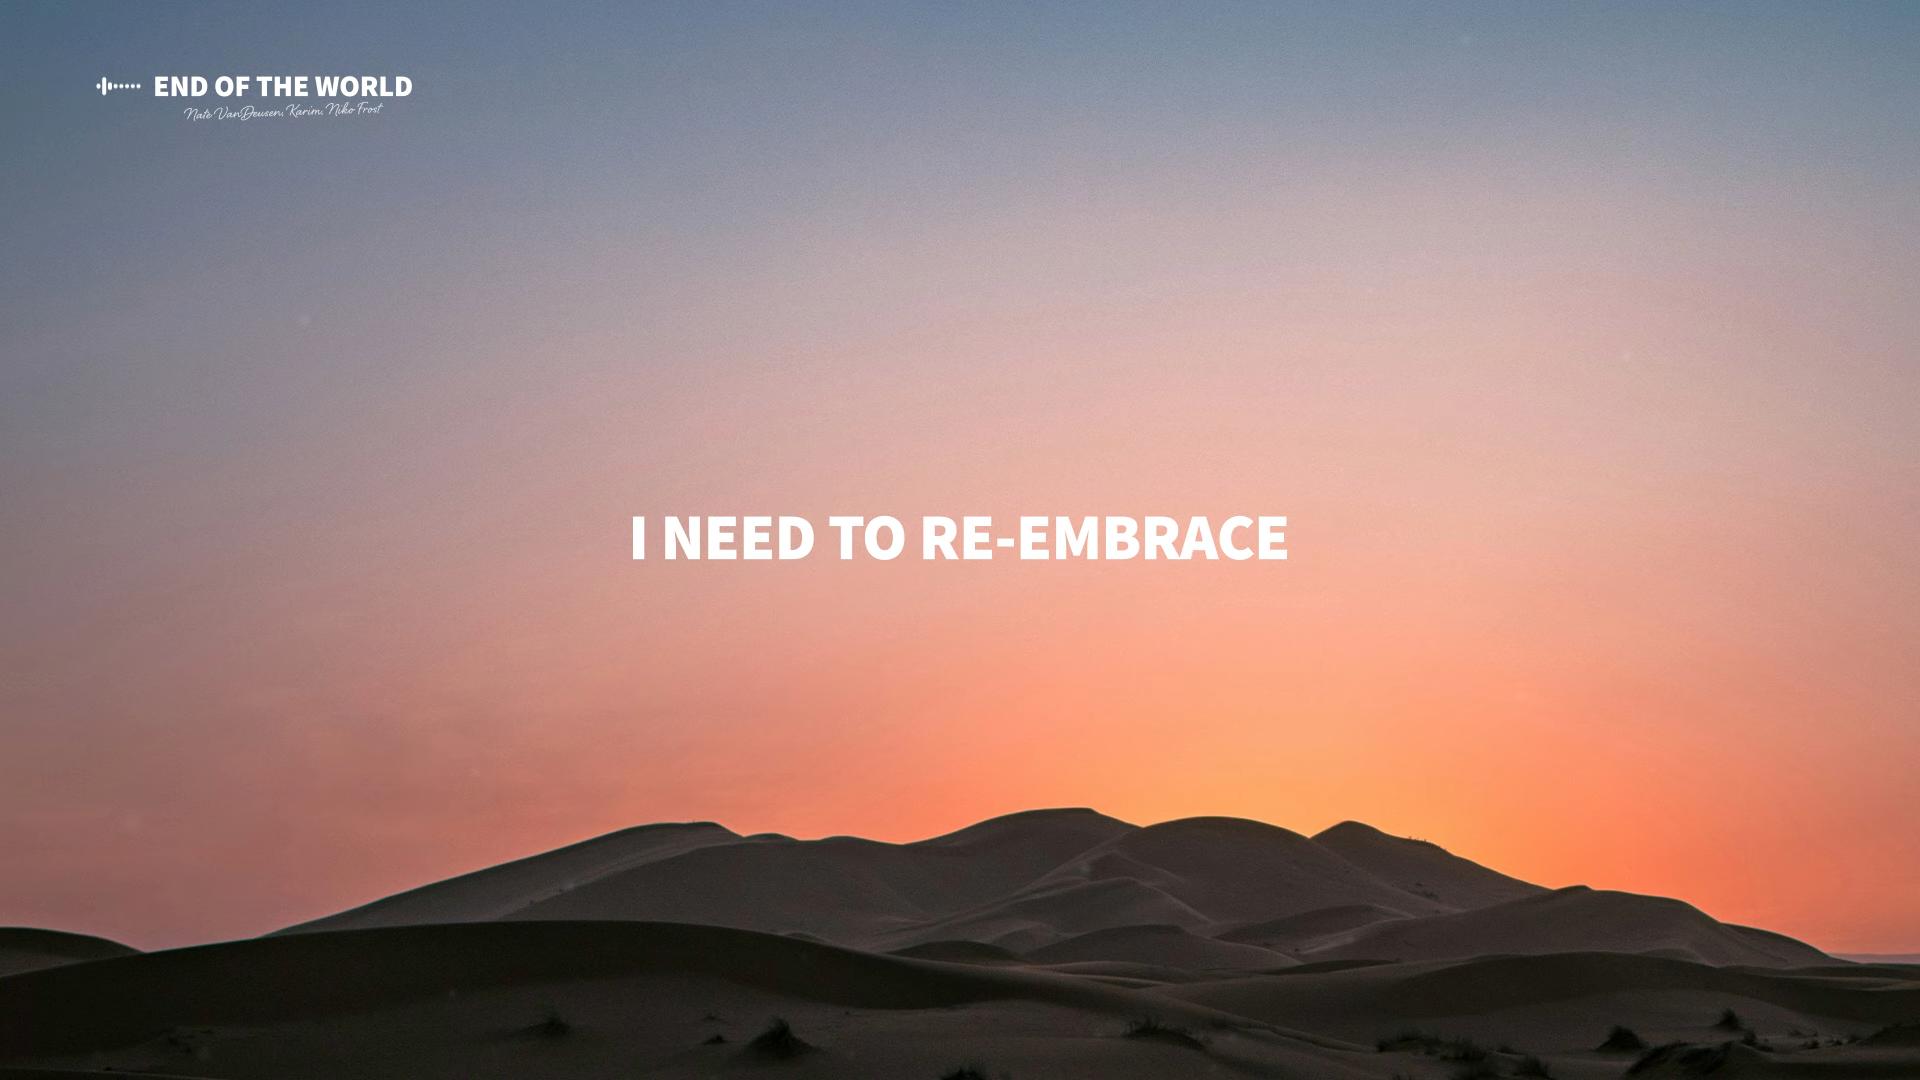 END OF THE WORLD
Nate VanDeusen, Karim, Niko Frost
I NEED TO RE-EMBRACE